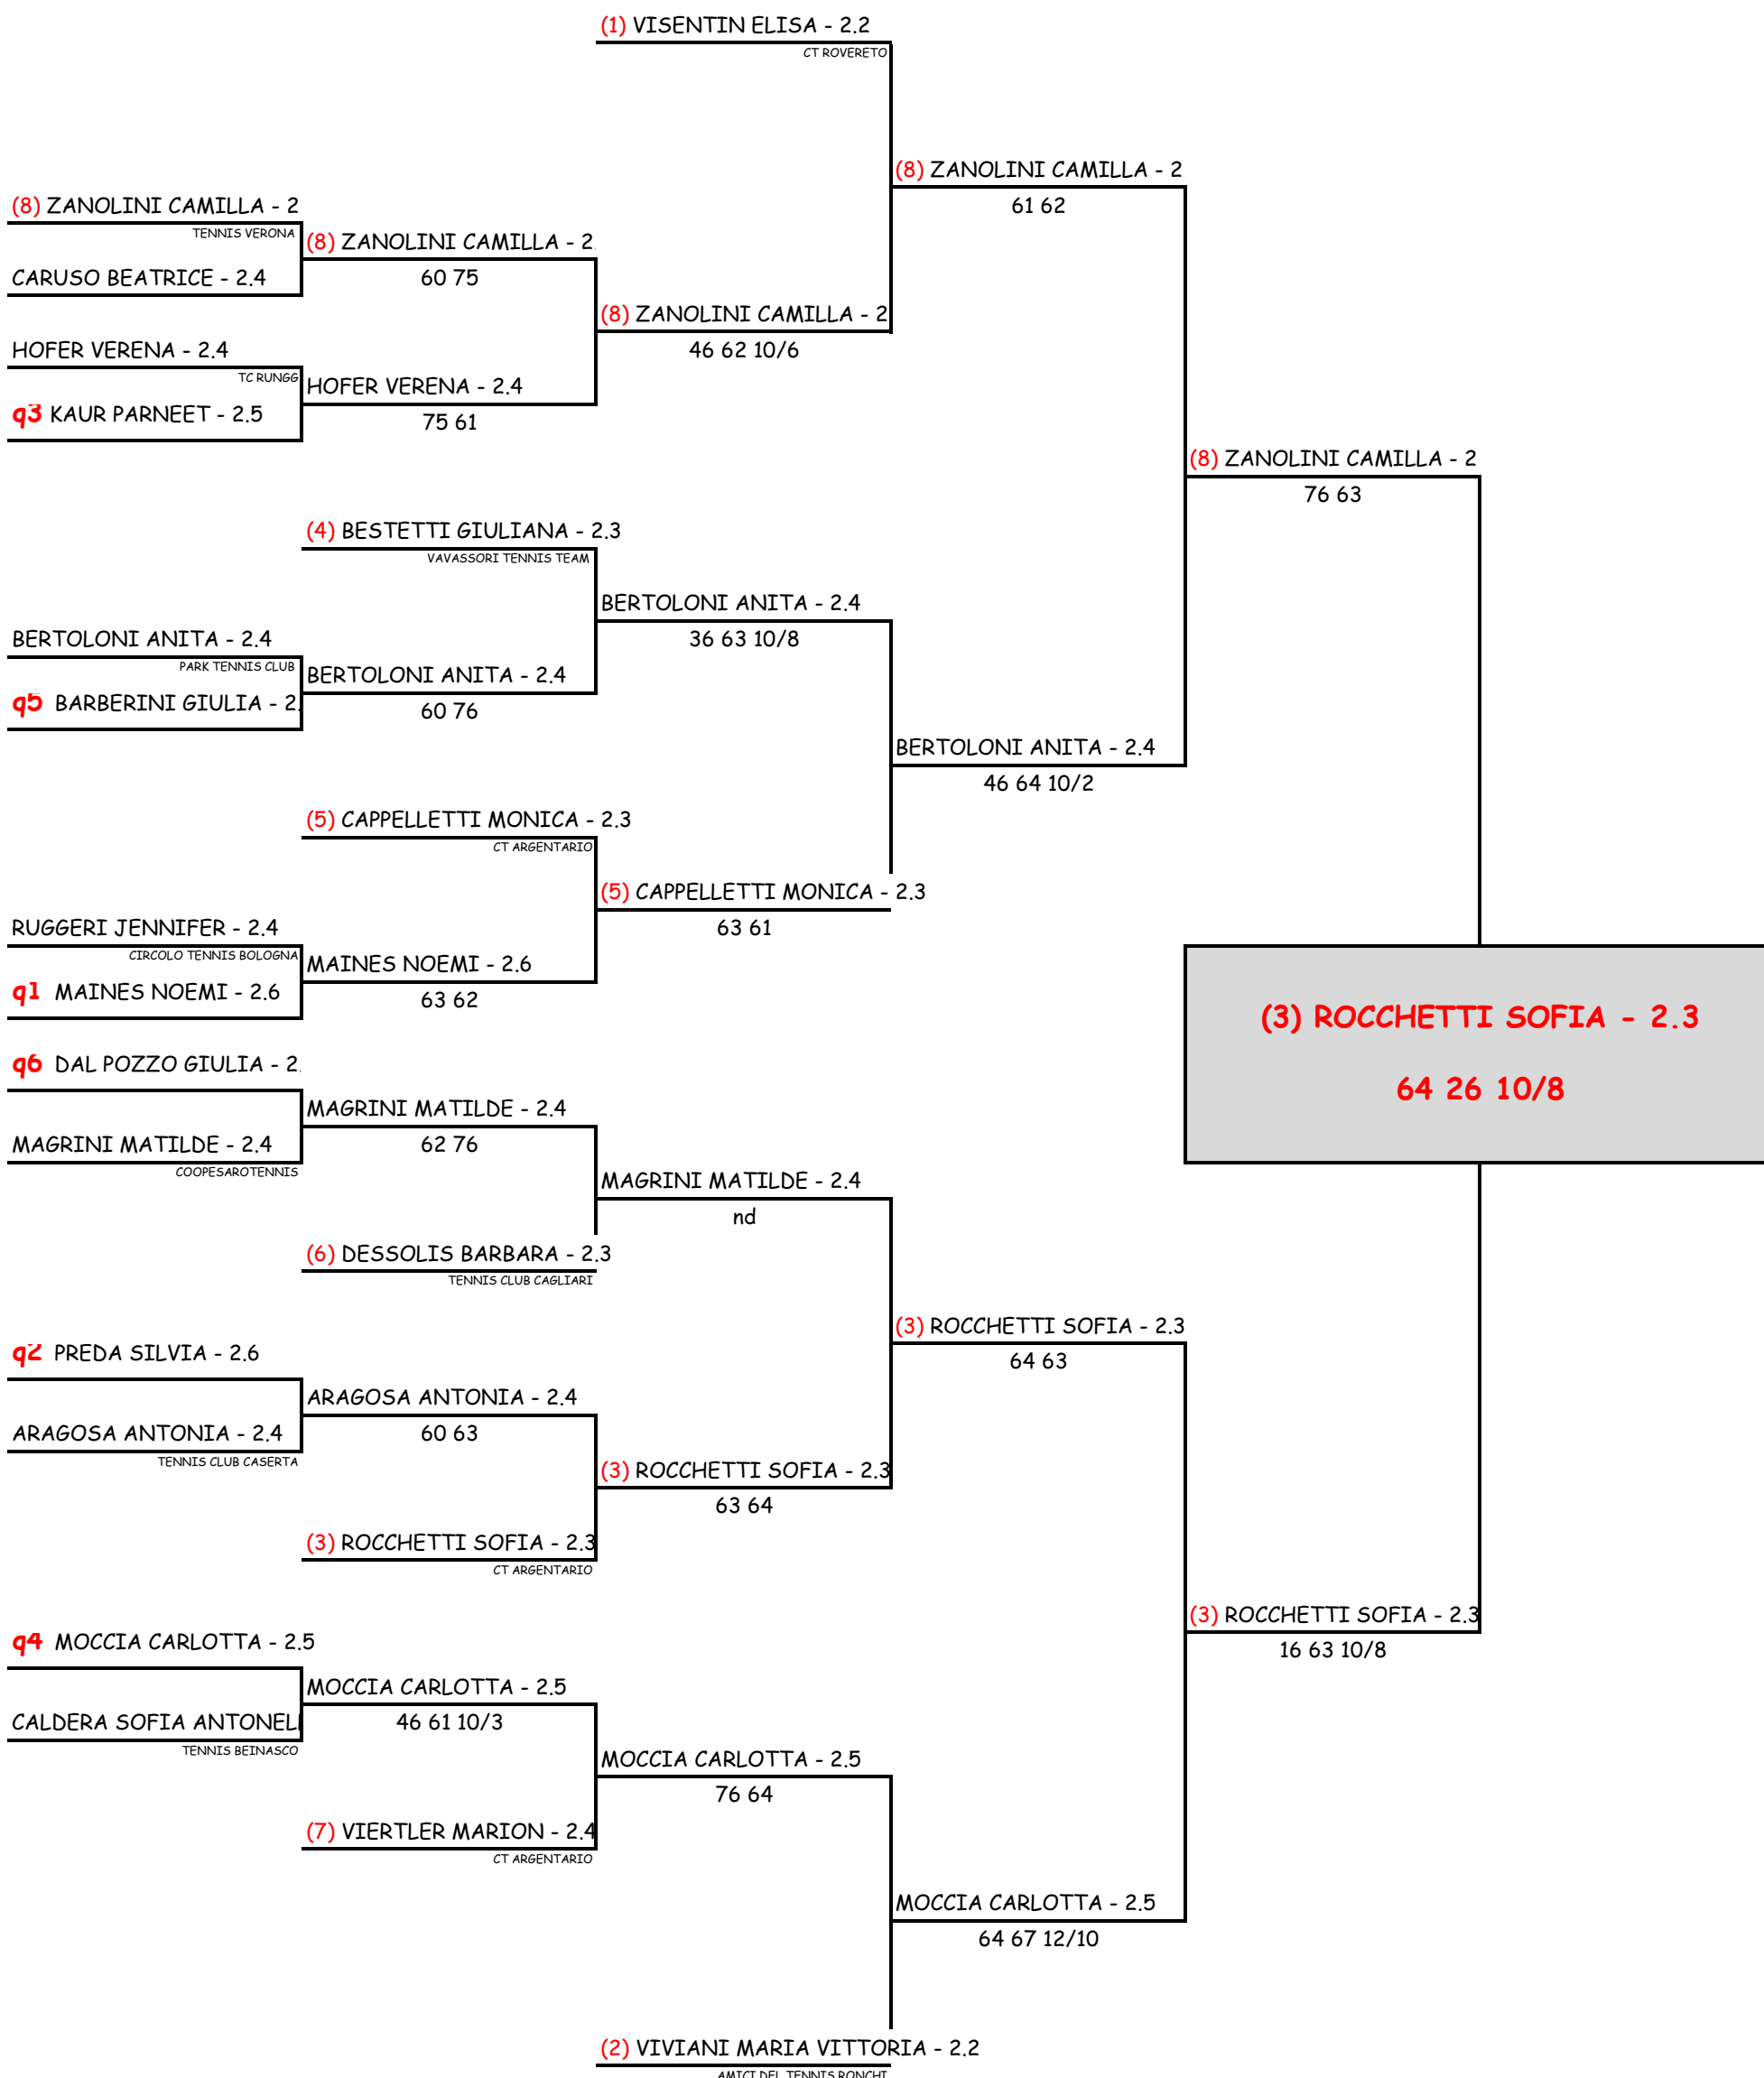 (1) VISENTIN ELISA - 2.2
CT ROVERETO
(8) ZANOLINI CAMILLA - 2
61 62
(8) ZANOLINI CAMILLA - 2
TENNIS VERONA
(8) ZANOLINI CAMILLA - 2.
CARUSO BEATRICE - 2.4
60 75
(8) ZANOLINI CAMILLA - 2
46 62 10/6
HOFER VERENA - 2.4
TC RUNGG
HOFER VERENA - 2.4
q3 KAUR PARNEET - 2.5
75 61
(8) ZANOLINI CAMILLA - 2
76 63
(4) BESTETTI GIULIANA - 2.3
VAVASSORI TENNIS TEAM
BERTOLONI ANITA - 2.4
36 63 10/8
BERTOLONI ANITA - 2.4
PARK TENNIS CLUB
BERTOLONI ANITA - 2.4
q5 BARBERINI GIULIA - 2.
60 76
BERTOLONI ANITA - 2.4
46 64 10/2
(5) CAPPELLETTI MONICA - 2.3
CT ARGENTARIO
(5) CAPPELLETTI MONICA - 2.3
63 61
RUGGERI JENNIFER - 2.4
CIRCOLO TENNIS BOLOGNA
MAINES NOEMI - 2.6
q1 MAINES NOEMI - 2.6
63 62
(3) ROCCHETTI SOFIA - 2.3
64 26 10/8
q6 DAL POZZO GIULIA - 2.
MAGRINI MATILDE - 2.4
MAGRINI MATILDE - 2.4
62 76
COOPESAROTENNIS
MAGRINI MATILDE - 2.4
nd
(6) DESSOLIS BARBARA - 2.3
TENNIS CLUB CAGLIARI
(3) ROCCHETTI SOFIA - 2.3
64 63
q2 PREDA SILVIA - 2.6
ARAGOSA ANTONIA - 2.4
ARAGOSA ANTONIA - 2.4
60 63
TENNIS CLUB CASERTA
(3) ROCCHETTI SOFIA - 2.3
63 64
(3) ROCCHETTI SOFIA - 2.3
CT ARGENTARIO
(3) ROCCHETTI SOFIA - 2.3
16 63 10/8
q4 MOCCIA CARLOTTA - 2.5
MOCCIA CARLOTTA - 2.5
CALDERA SOFIA ANTONEL
46 61 10/3
TENNIS BEINASCO
MOCCIA CARLOTTA - 2.5
76 64
(7) VIERTLER MARION - 2.4
CT ARGENTARIO
MOCCIA CARLOTTA - 2.5
64 67 12/10
(2) VIVIANI MARIA VITTORIA - 2.2
AMICI DEL TENNIS RONCHI